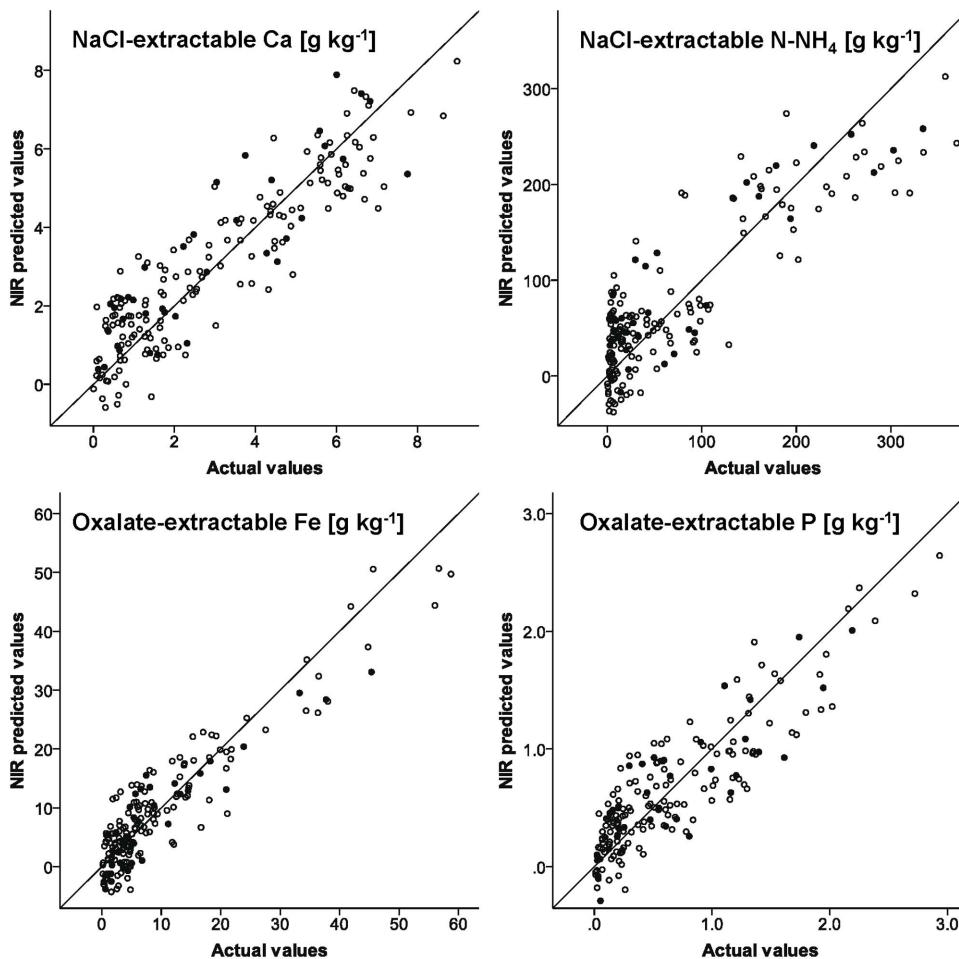 NaCl-extractable Ca [g kg⁻¹]
NIR predicted values
8
6
4
2
0
0 2 4 6 8
Actual values
NaCl-extractable N-NH₄ [g kg⁻¹]
NIR predicted values
300
200
100
0
0 100 200 300
Actual values
Oxalate-extractable Fe [g kg⁻¹]
NIR predicted values
60
50
40
30
20
10
0
0 10 20 30 40 50 60
Actual values
Oxalate-extractable P [g kg⁻¹]
NIR predicted values
3.0
2.0
1.0
.0
.0 1.0 2.0 3.0
Actual values